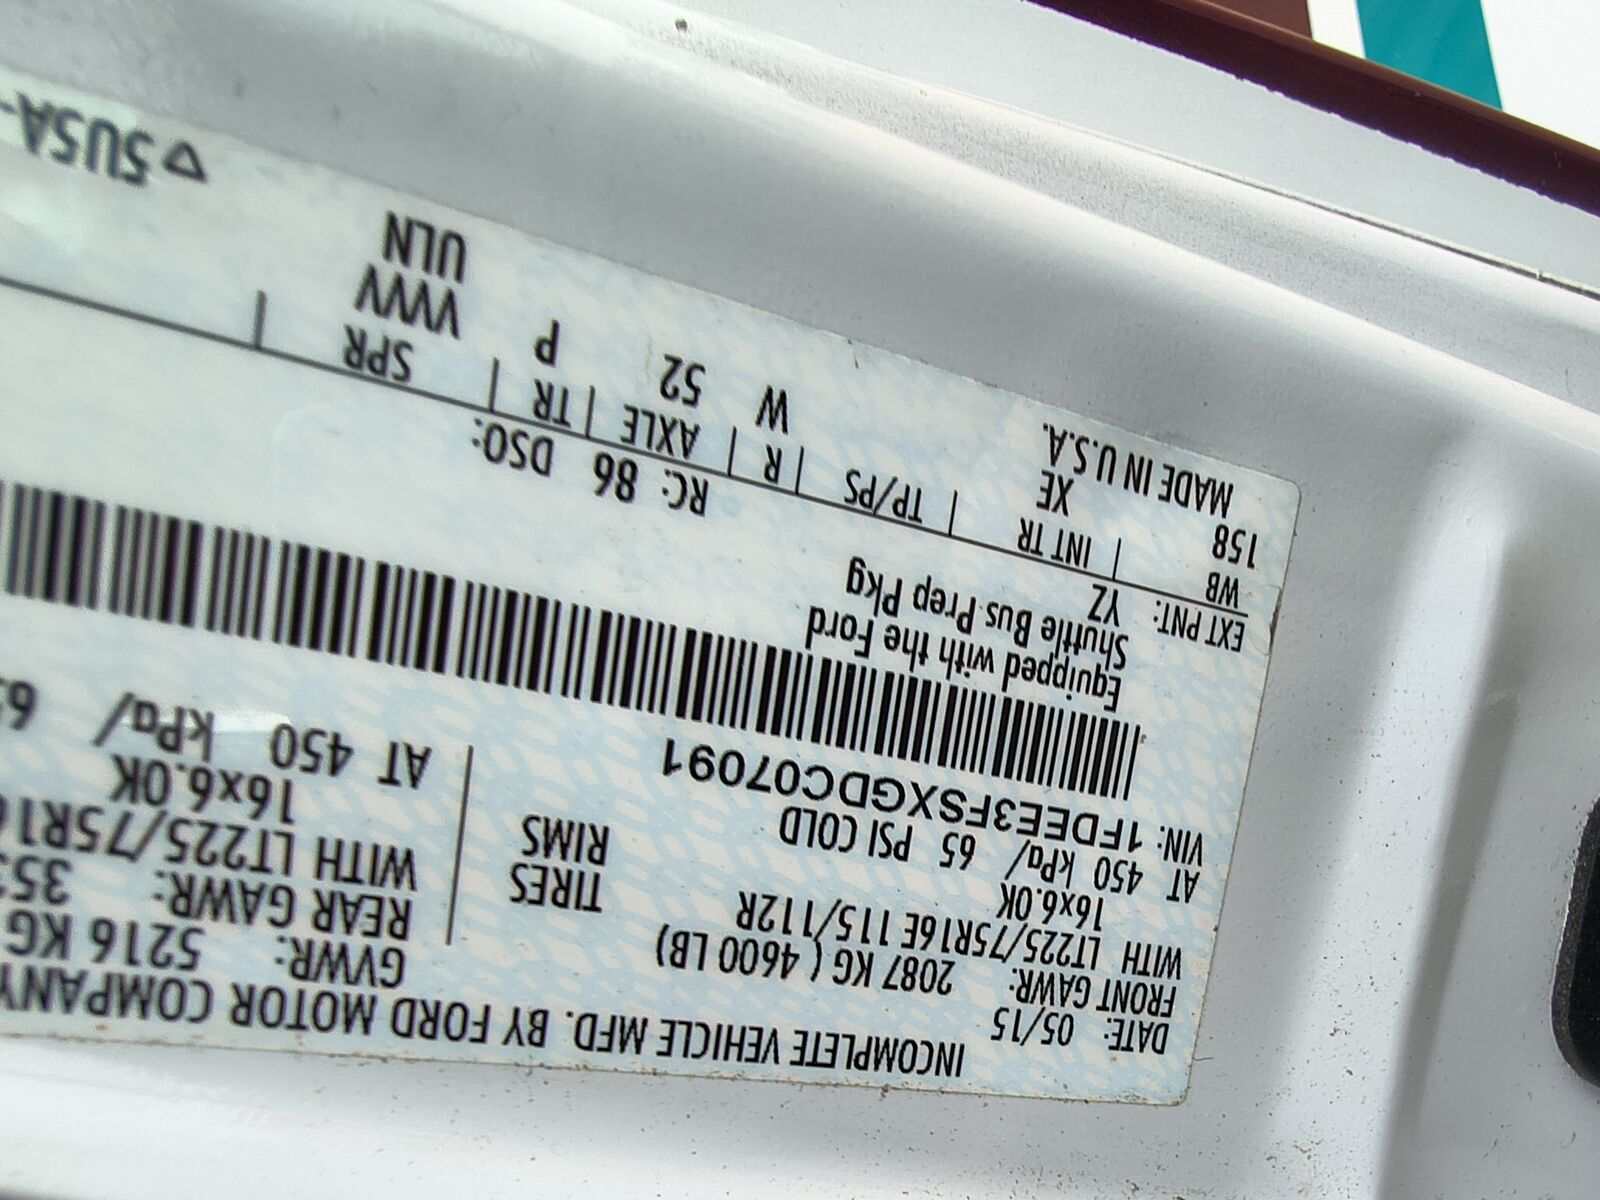 INCOMPLETE VEHICLE MFD. BY FORD MOTOR COMPANY
DATE: 05/15
GVWR: 5216 KG
FRONT GAWR: 2087 KG ( 4600 LB)
REAR GAWR:
WITH LT225/75R16E 115/112R
TIRES
WITH LT225/75R16
16x6.0K
RIMS
16x6.0K
AT 450 kPa/ 65 PSI COLD
AT 450 kPa/
VIN: 1FDEE3FSXGDC07091
Equipped with the Ford
Shuttle Bus Prep Pkg
EXT PNT: YZ
RC: 86 DSO:
WB | INT TR | TP/PS | R | AXLE | TR | SPR
158 XE W 52 P VVVV
MADE IN U.S.A. ULN
▽ 5U5A-